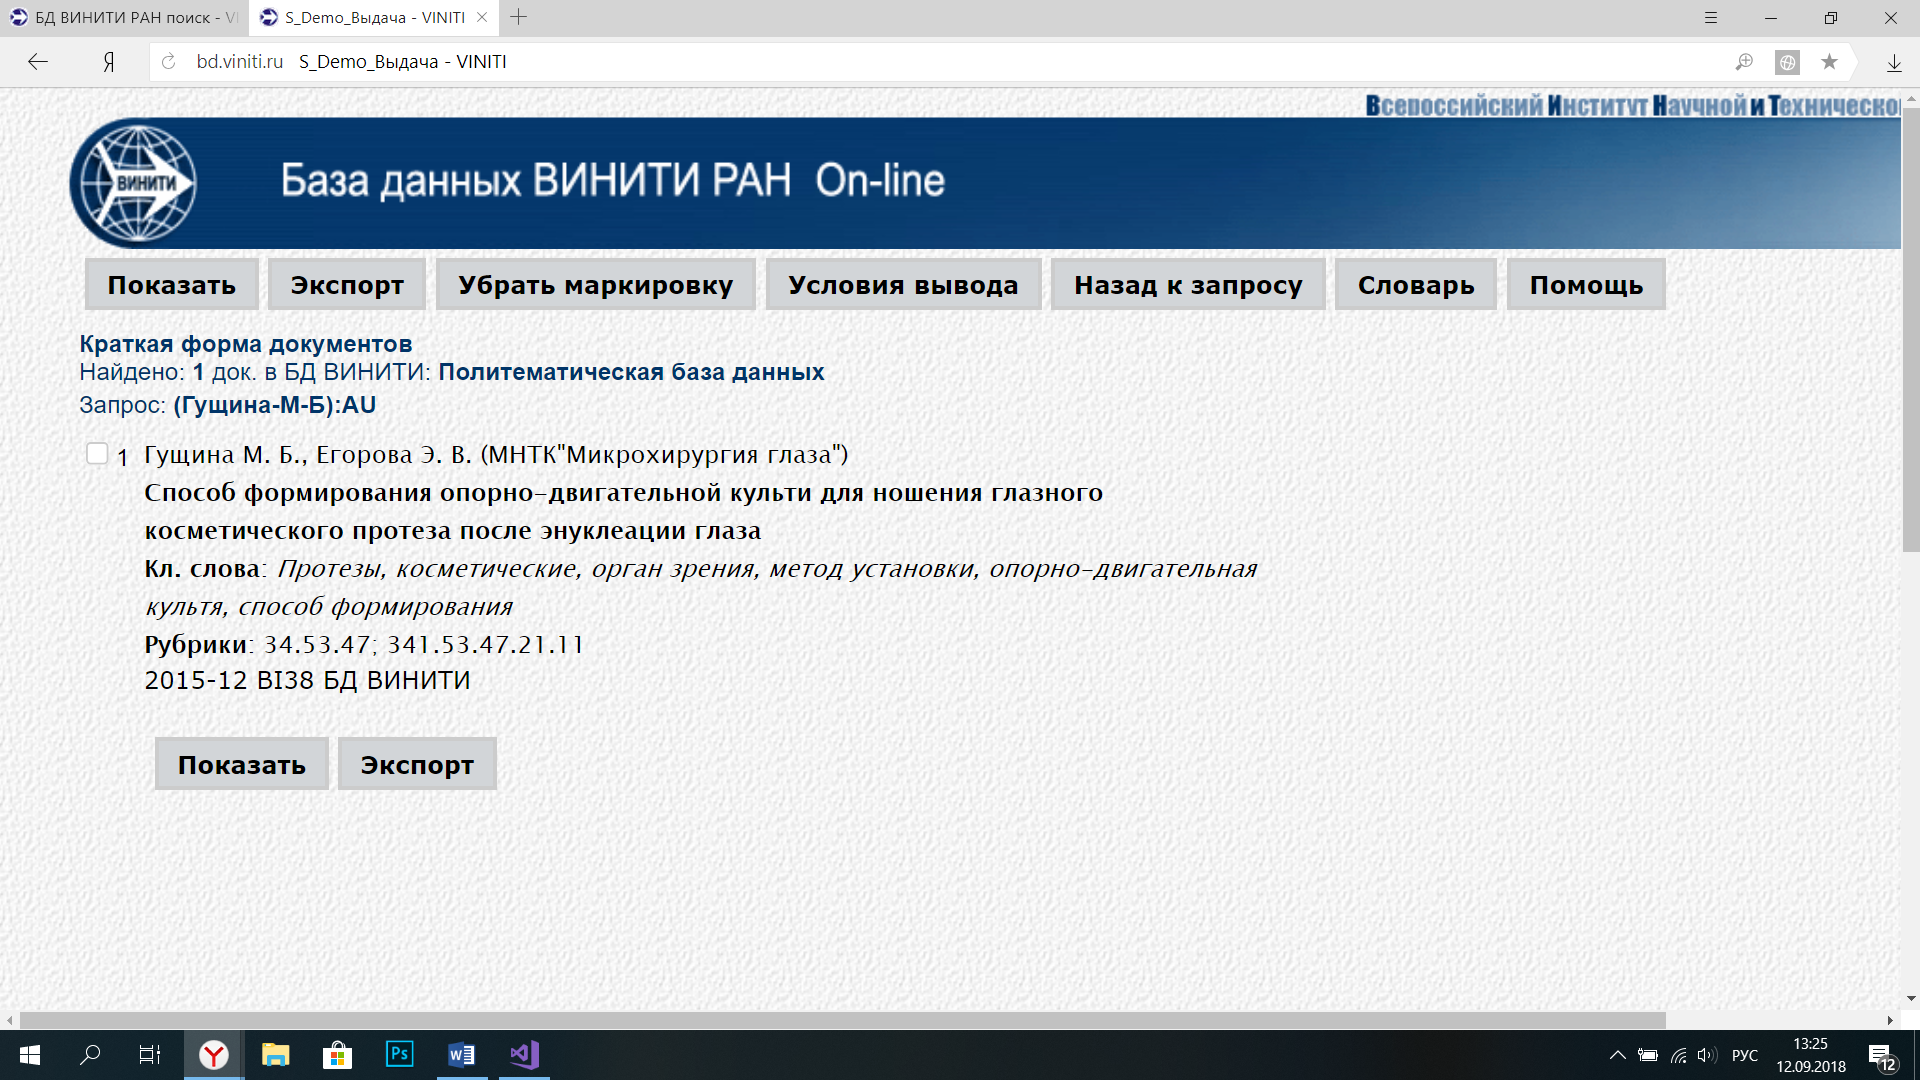 БД ВИНИТИ РАН поиск - VI
S_Demo_Выдача - VINITI
bd.viniti.ru S_Demo_Выдача - VINITI
Всероссийский Институт Научной и Техническо
ВИНИТИ
База данных ВИНИТИ РАН On-line
Показать Экспорт Убрать маркировку Условия вывода Назад к запросу Словарь Помощь
Краткая форма документов
Найдено: 1 док. в БД ВИНИТИ: Политематическая база данных
Запрос: (Гущина-М-Б):AU
1 Гущина М. Б., Егорова Э. В. (МНТК"Микрохирургия глаза")
Способ формирования опорно-двигательной культи для ношения глазного
косметического протеза после энуклеации глаза
Кл. слова: Протезы, косметические, орган зрения, метод установки, опорно-двигательная
культя, способ формирования
Рубрики: 34.53.47; 341.53.47.21.11
2015-12 BI38 БД ВИНИТИ
Показать Экспорт
РУС
13:25
12.09.2018
12